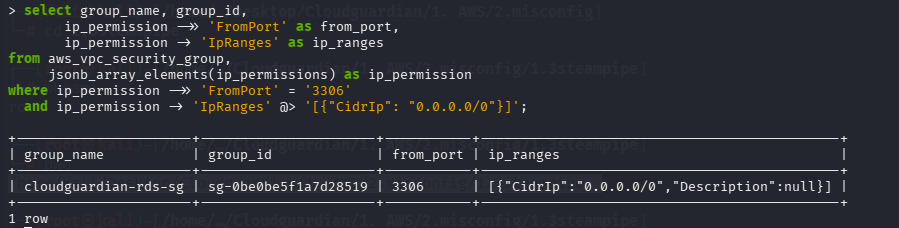 > select group_name, group_id,
ip_permission ->> 'FromPort' as from_port,
ip_permission -> 'IpRanges' as ip_ranges
from aws_vpc_security_group,
jsonb_array_elements(ip_permissions) as ip_permission
where ip_permission ->> 'FromPort' = '3306'
and ip_permission -> 'IpRanges' @> '[{"CidrIp": "0.0.0.0/0"}]';
| group_name | group_id | from_port | ip_ranges |
| cloudguardian-rds-sg | sg-0be0be5f1a7d28519 | 3306 | [{"CidrIp":"0.0.0.0/0","Description":null}] |
1 row